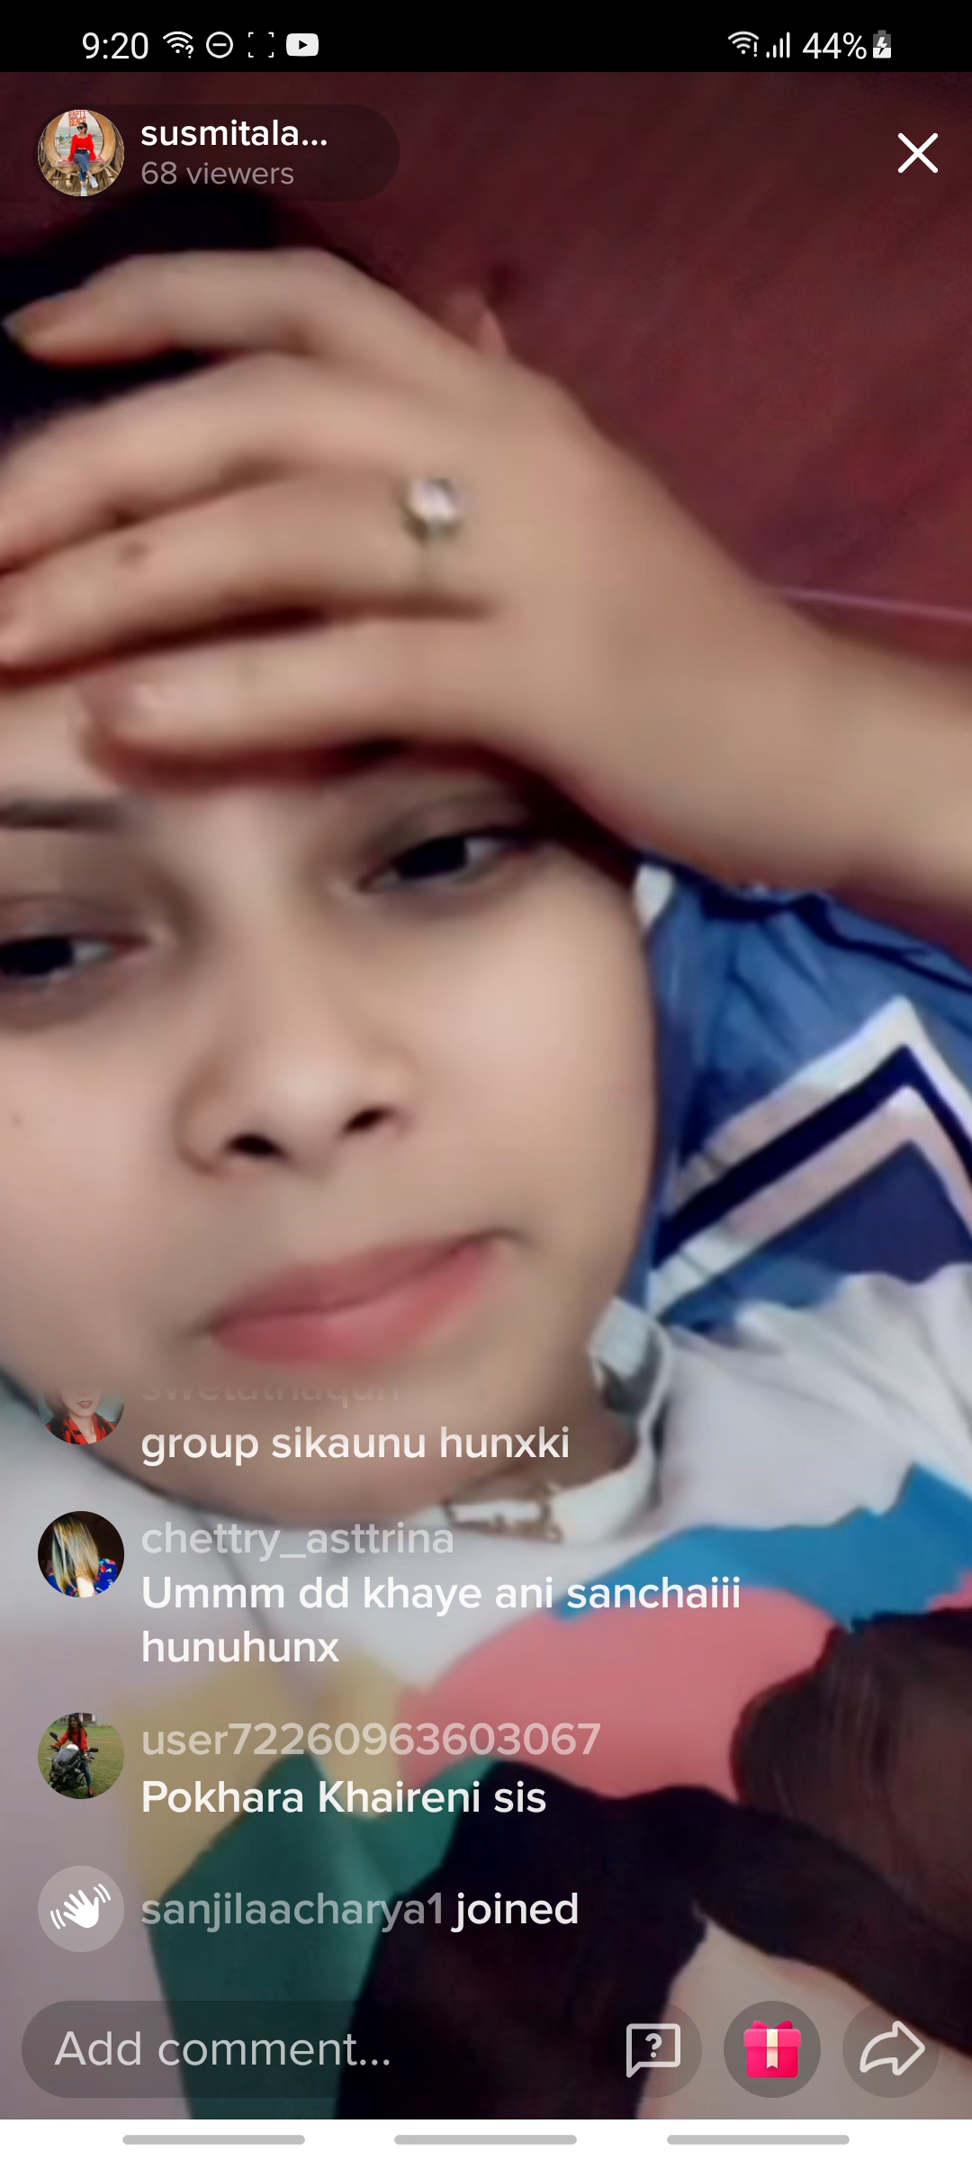 9:20
44%
susmitala...
68 viewers
group sikaunu hunxki
chettry_asttrina
Ummm dd khaye ani sanchaiii
hunuhunx
user72260963603067
Pokhara Khaireni sis
sanjilaacharya1 joined
Add comment...